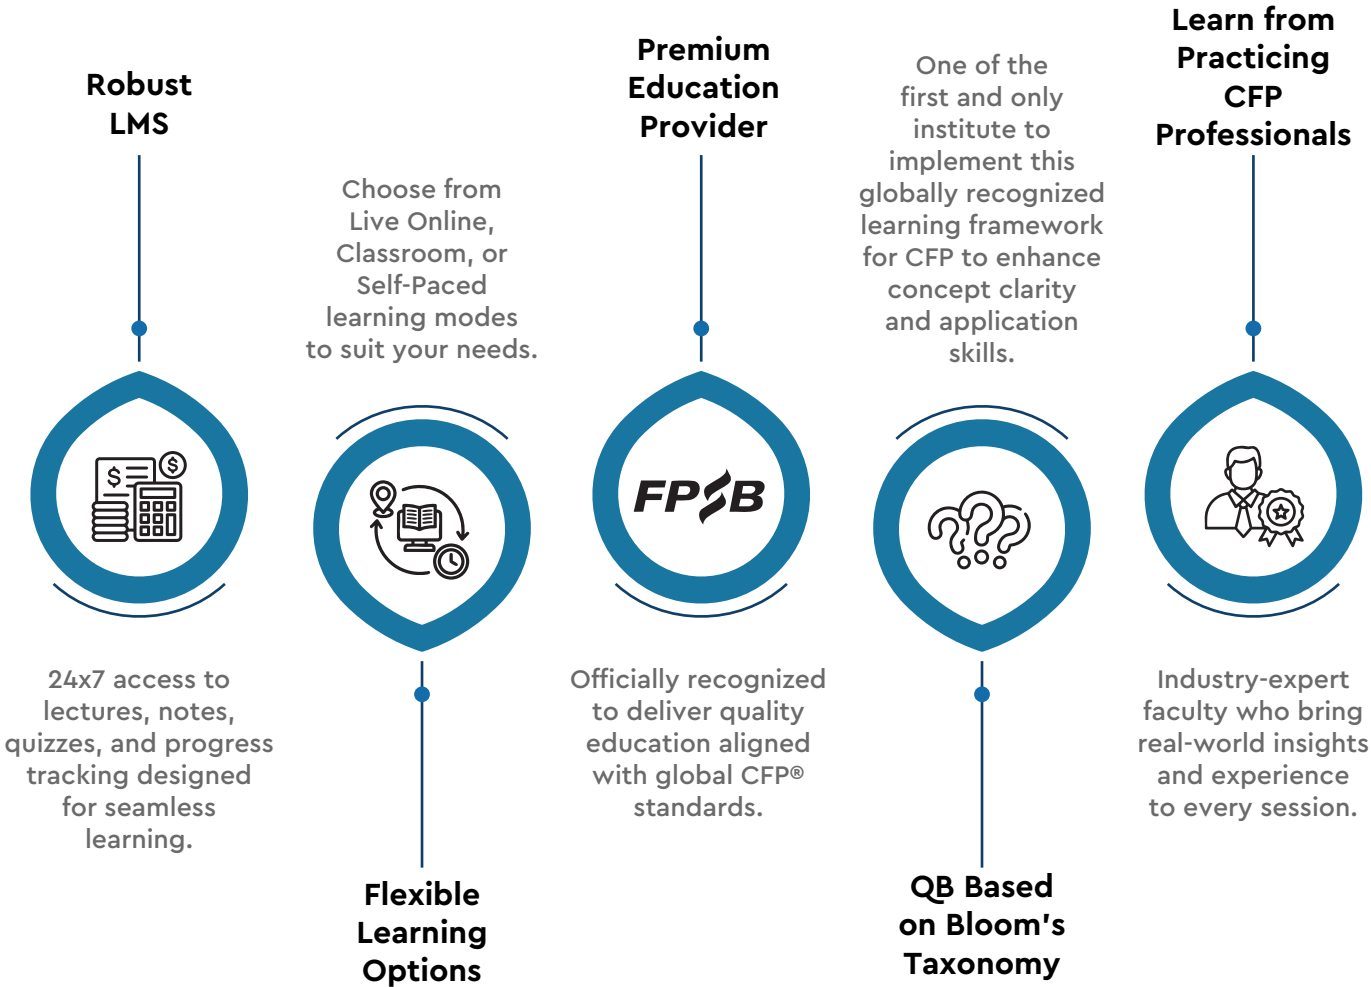 Robust
LMS
24x7 access to
lectures, notes,
quizzes, and progress
tracking designed
for seamless
learning.
Choose from
Live Online,
Classroom, or
Self-Paced
learning modes
to suit your needs.
Flexible
Learning
Options
Premium
Education
Provider
FPSB
Officially recognized
to deliver quality
education aligned
with global CFP®
standards.
One of the
first and only
institute to
implement this
globally recognized
learning framework
for CFP to enhance
concept clarity
and application
skills.
QB Based
on Bloom's
Taxonomy
Learn from
Practicing
CFP
Professionals
Industry-expert
faculty who bring
real-world insights
and experience
to every session.